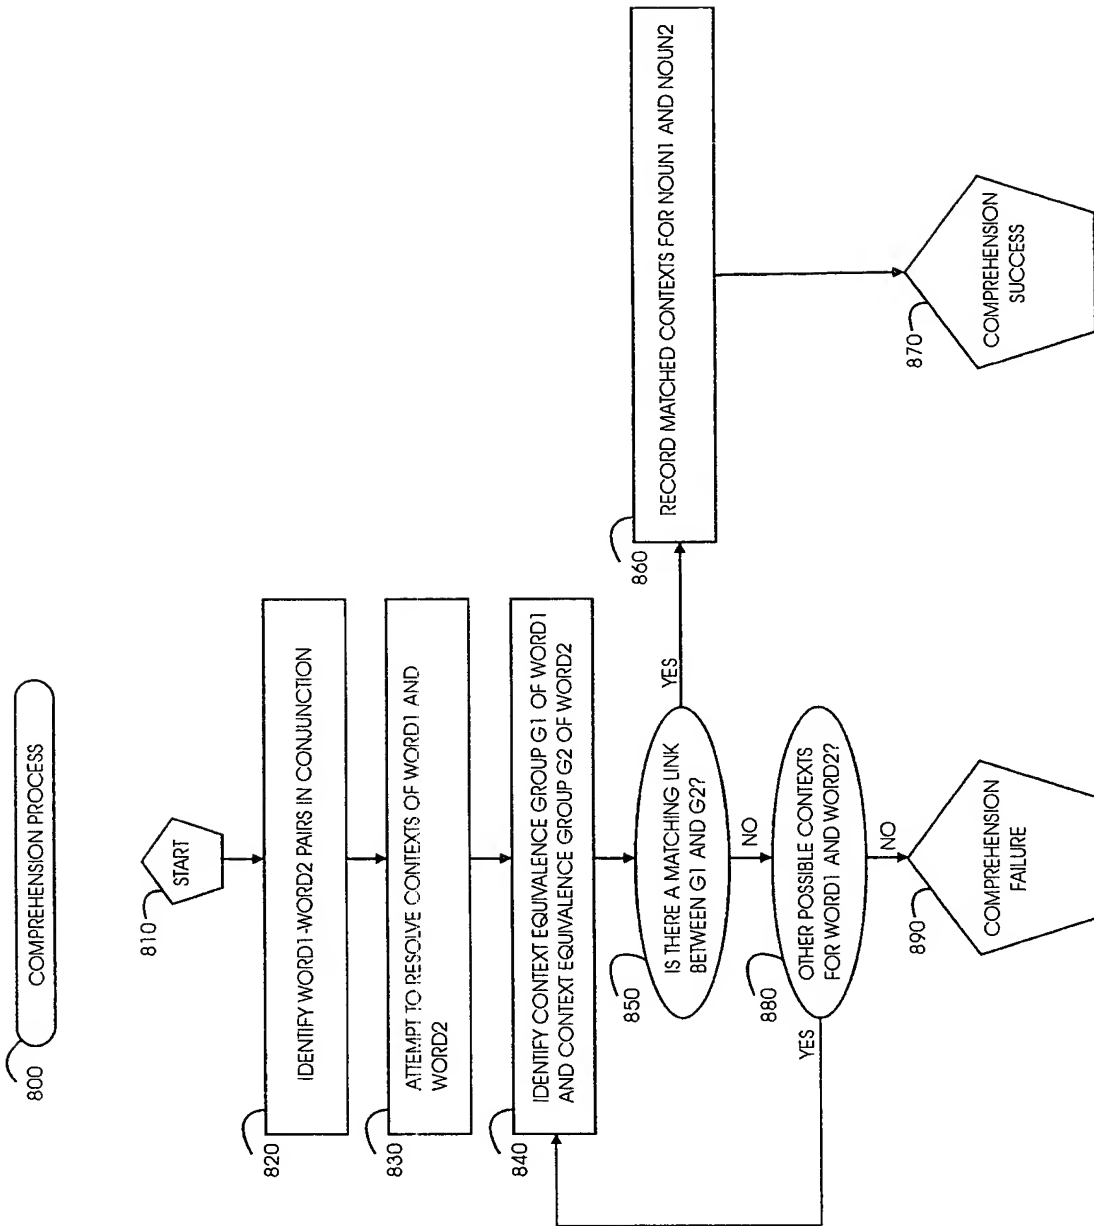 800
COMPREHENSION PROCESS
810
START
820
IDENTIFY WORD1-WORD2 PAIRS IN CONJUNCTION
830
ATTEMPT TO RESOLVE CONTEXTS OF WORD1 AND
WORD2
840
IDENTIFY CONTEXT EQUIVALENCE GROUP G1 OF WORD1
AND CONTEXT EQUIVALENCE GROUP G2 OF WORD2
850
IS THERE A MATCHING LINK
BETWEEN G1 AND G2?
YES
860
RECORD MATCHED CONTEXTS FOR NOUN1 AND NOUN2
870
COMPREHENSION
SUCCESS
NO
880
OTHER POSSIBLE CONTEXTS
FOR WORD1 AND WORD2?
YES
NO
890
COMPREHENSION
FAILURE